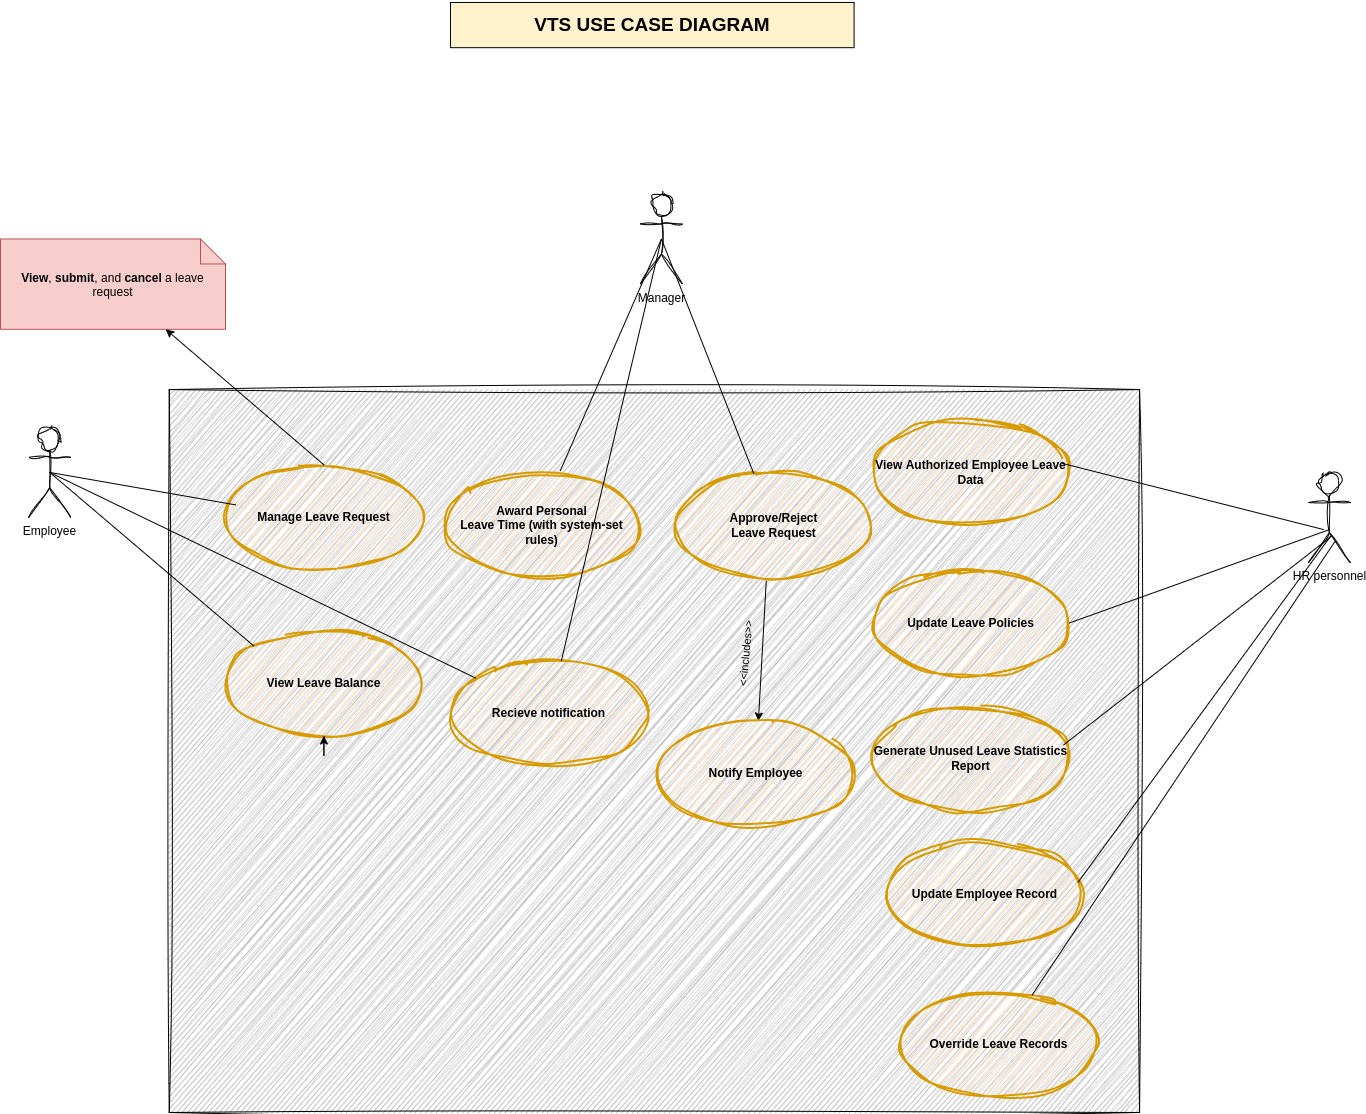 VTS USE CASE DIAGRAM
View, submit, and cancel a leave
request
Manager
Employee
HR personnel
Manage Leave Request
Award Personal
Leave Time (with system-set
rules)
Approve/Reject
Leave Request
View Authorized Employee Leave
Data
Update Leave Policies
<<includes>>
View Leave Balance
Recieve notification
Notify Employee
Generate Unused Leave Statistics
Report
Update Employee Record
Override Leave Records